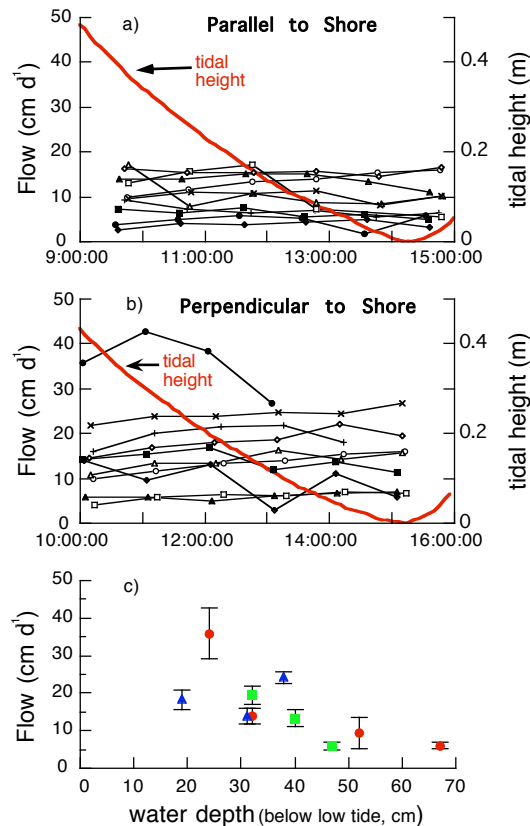 a) Parallel to Shore
50 0.4
40
30 0.2
20
10
0 0
Flow (cm d¹)
tidal height (m)
tidal
height
9:00:00 11:00:00 13:00:00 15:00:00
b) Perpendicular to Shore
50 0.4
40
30 0.2
20
10
0 0
Flow (cm d¹)
tidal height (m)
tidal
height
10:00:00 12:00:00 14:00:00 16:00:00
c)
50
40
30
20
10
0
Flow (cm d¹)
0 10 20 30 40 50 60 70
water depth (below low tide, cm)